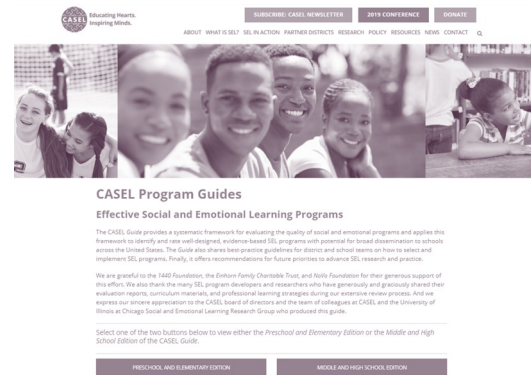 CASEL
Educating Hearts.
Inspiring Minds.
SUBSCRIBE: CASEL NEWSLETTER
2019 CONFERENCE
DONATE
ABOUT WHAT IS SEL? SEL IN ACTION PARTNER DISTRICTS RESEARCH POLICY RESOURCES NEWS CONTACT
CASEL Program Guides
Effective Social and Emotional Learning Programs
The CASEL Guide provides a systematic framework for evaluating the quality of social and emotional programs and applies this
framework to identify and rate well-designed, evidence-based SEL programs with potential for broad dissemination to schools
across the United States. The Guide also shares best-practice guidelines for district and school teams on how to select and
implement SEL programs. Finally, it offers recommendations for future priorities to advance SEL research and practice.
We are grateful to the 1440 Foundation, the Einhorn Family Charitable Trust, and NoVo Foundation for their generous support of
this effort. We also thank the many SEL program developers and researchers who have generously and graciously shared their
evaluation reports, curriculum materials, and professional learning strategies during our extensive review process. And we
express our sincere appreciation to the CASEL board of directors and the team of colleagues at CASEL and the University of
Illinois at Chicago Social and Emotional Learning Research Group who produced this guide.
Select one of the two buttons below to view either the Preschool and Elementary Edition or the Middle and High
School Edition of the CASEL Guide.
PRESCHOOL AND ELEMENTARY EDITION
MIDDLE AND HIGH SCHOOL EDITION